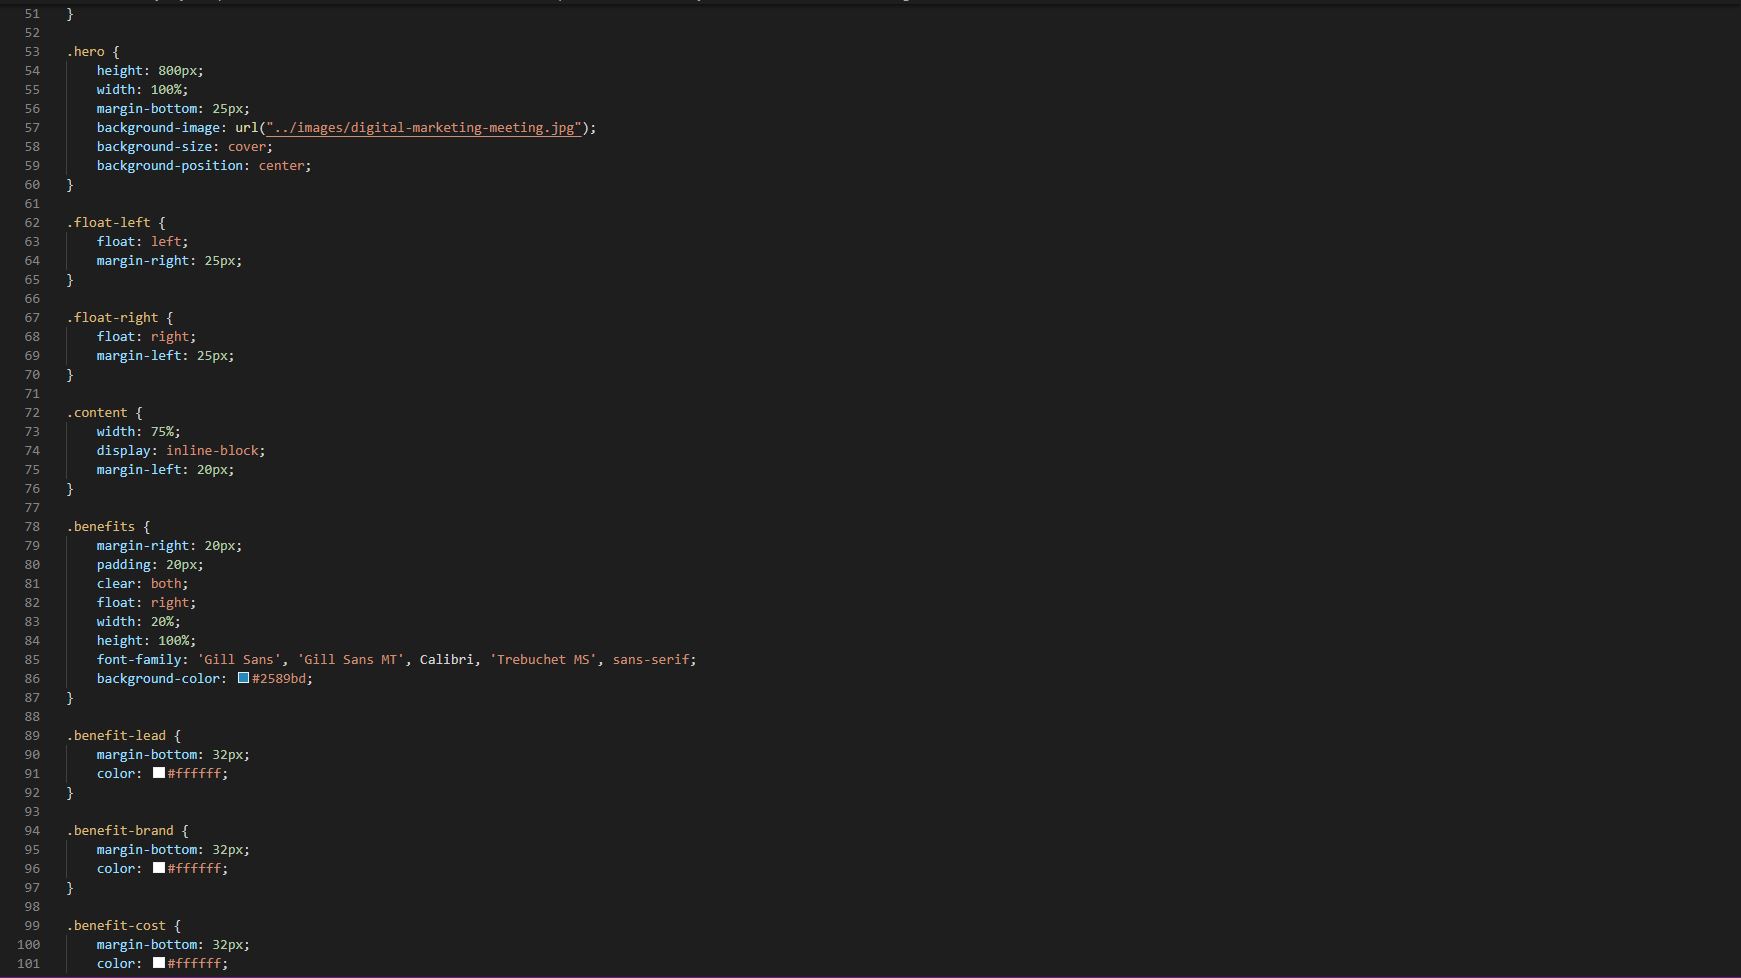 51 }
52
53 .hero {
54     height: 800px;
55     width: 100%;
56     margin-bottom: 25px;
57     background-image: url("../images/digital-marketing-meeting.jpg");
58     background-size: cover;
59     background-position: center;
60 }
61
62 .float-left {
63     float: left;
64     margin-right: 25px;
65 }
66
67 .float-right {
68     float: right;
69     margin-left: 25px;
70 }
71
72 .content {
73     width: 75%;
74     display: inline-block;
75     margin-left: 20px;
76 }
77
78 .benefits {
79     margin-right: 20px;
80     padding: 20px;
81     clear: both;
82     float: right;
83     width: 20%;
84     height: 100%;
85     font-family: 'Gill Sans', 'Gill Sans MT', Calibri, 'Trebuchet MS', sans-serif;
86     background-color: #2589bd;
87 }
88
89 .benefit-lead {
90     margin-bottom: 32px;
91     color: #ffffff;
92 }
93
94 .benefit-brand {
95     margin-bottom: 32px;
96     color: #ffffff;
97 }
98
99 .benefit-cost {
100     margin-bottom: 32px;
101     color: #ffffff;